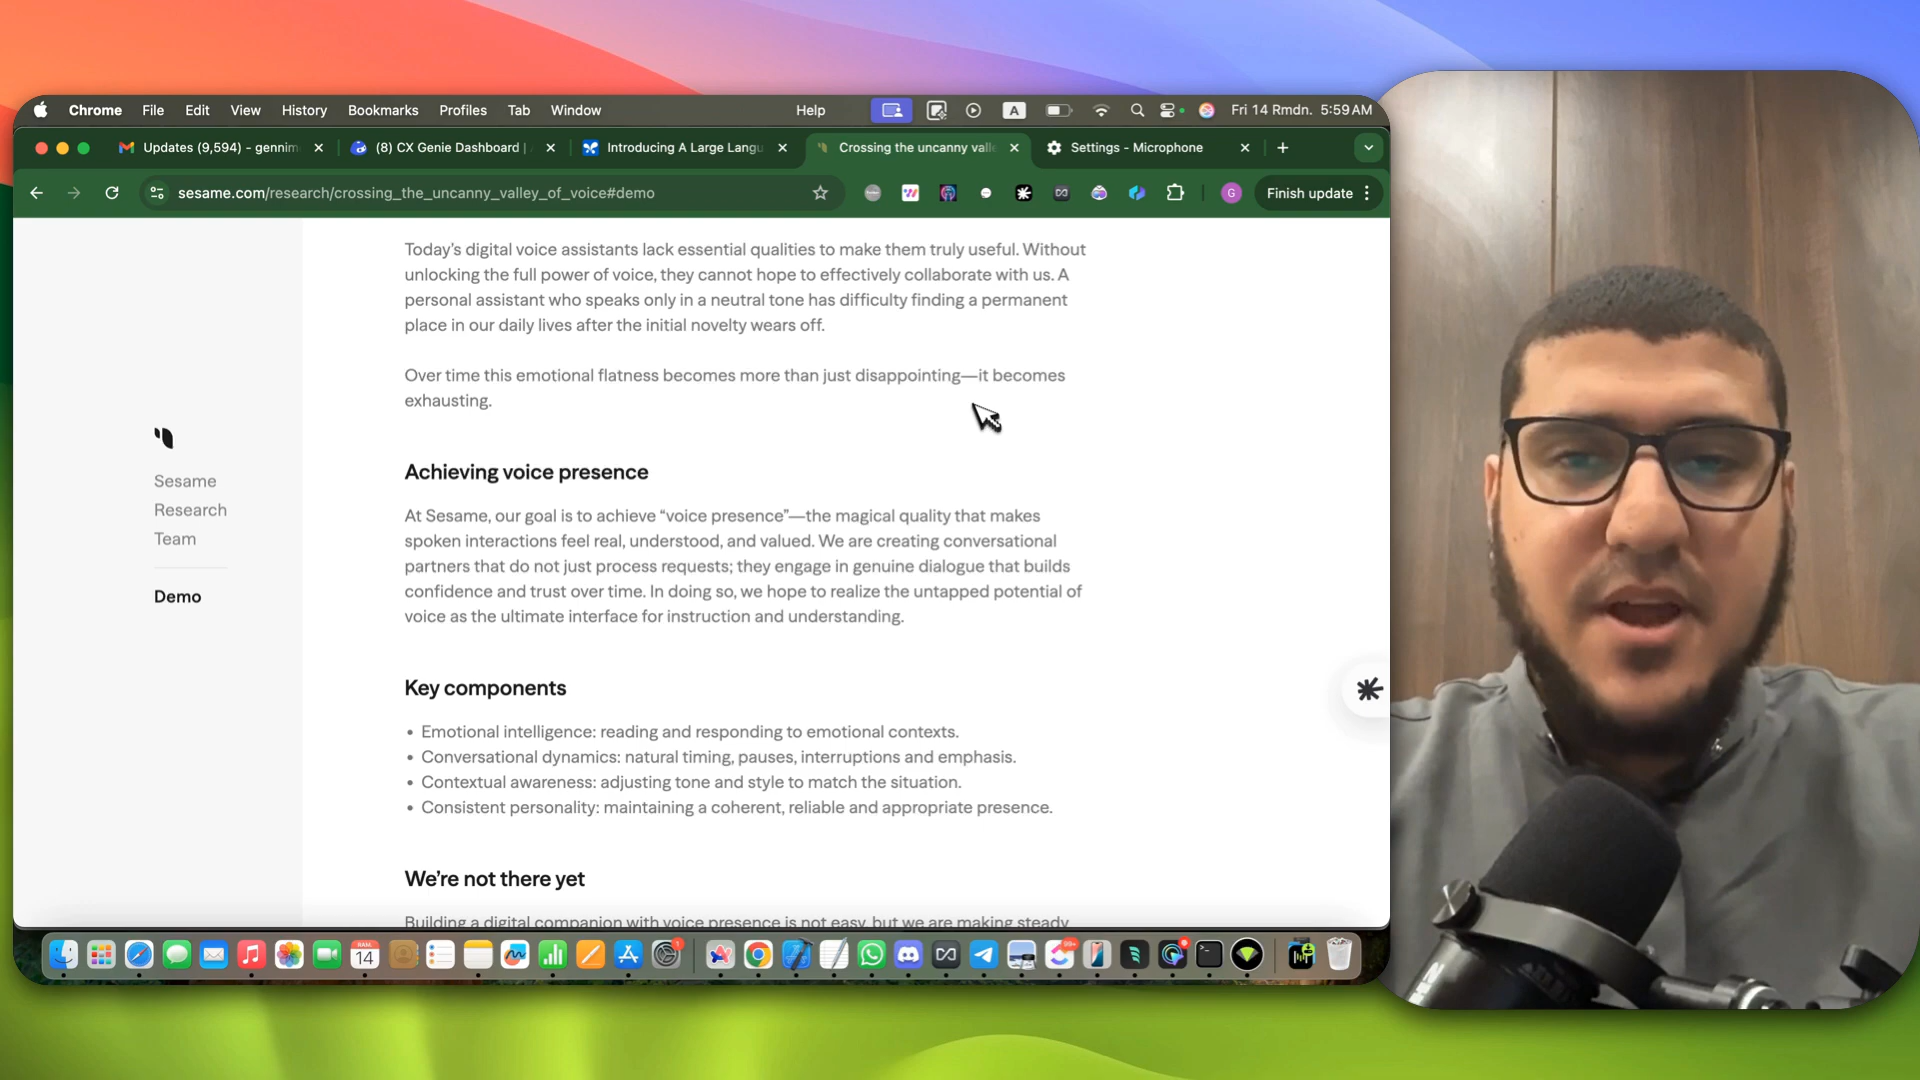 Chrome File Edit View History Bookmarks Profiles Tab Window Help A Fri 14 Rmdn. 5:59 AM
Updates (9,594) - gennim
(8) CX Genie Dashboard |
Introducing A Large Langu
Crossing the uncanny valle
Settings - Microphone
sesame.com/research/crossing_the_uncanny_valley_of_voice#demo
G
Finish update
Today's digital voice assistants lack essential qualities to make them truly useful. Without
unlocking the full power of voice, they cannot hope to effectively collaborate with us. A
personal assistant who speaks only in a neutral tone has difficulty finding a permanent
place in our daily lives after the initial novelty wears off.
Over time this emotional flatness becomes more than just disappointing—it becomes
exhausting.
Sesame
Research
Team
Demo
Achieving voice presence
At Sesame, our goal is to achieve “voice presence”—the magical quality that makes
spoken interactions feel real, understood, and valued. We are creating conversational
partners that do not just process requests; they engage in genuine dialogue that builds
confidence and trust over time. In doing so, we hope to realize the untapped potential of
voice as the ultimate interface for instruction and understanding.
Key components
• Emotional intelligence: reading and responding to emotional contexts.
• Conversational dynamics: natural timing, pauses, interruptions and emphasis.
• Contextual awareness: adjusting tone and style to match the situation.
• Consistent personality: maintaining a coherent, reliable and appropriate presence.
We’re not there yet
Building a digital companion with voice presence is not easy, but we are making steady
14
1
99+